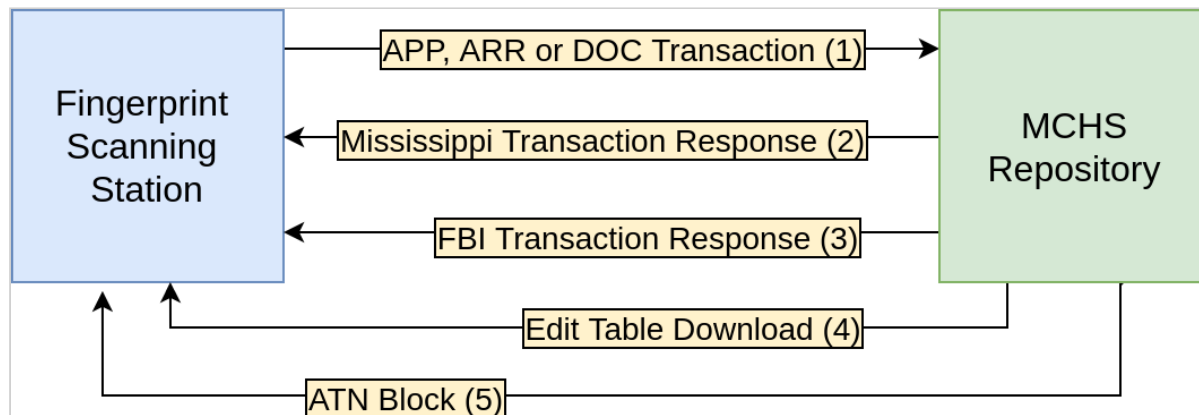 Fingerprint
Scanning
Station
APP, ARR or DOC Transaction (1)
Mississippi Transaction Response (2)
FBI Transaction Response (3)
Edit Table Download (4)
ATN Block (5)
MCHS
Repository